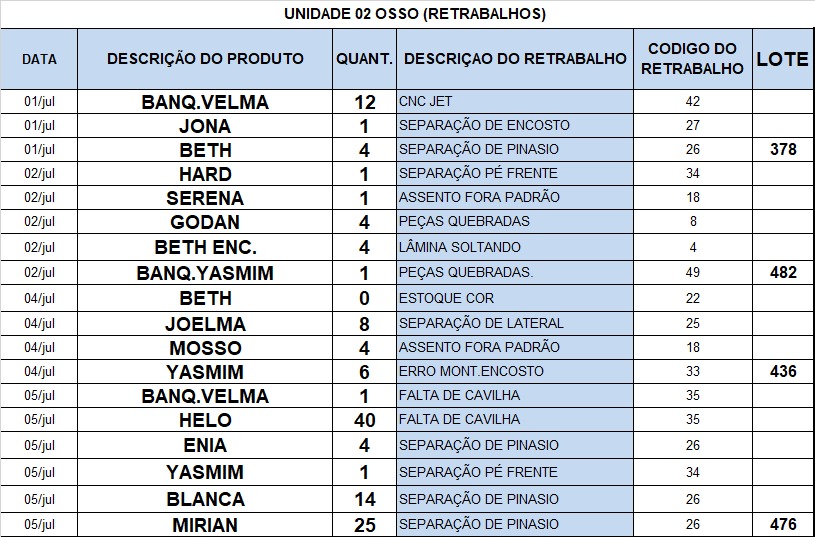 UNIDADE 02 OSSO (RETRABALHOS)
DATA DESCRIÇÃO DO PRODUTO QUANT. DESCRIÇAO DO RETRABALHO CODIGO DO RETRABALHO LOTE
01/jul BANQ.VELMA 12 CNC JET 42
01/jul JONA 1 SEPARAÇÃO DE ENCOSTO 27
01/jul BETH 4 SEPARAÇÃO DE PINASIO 26 378
02/jul HARD 1 SEPARAÇÃO PÉ FRENTE 34
02/jul SERENA 1 ASSENTO FORA PADRÃO 18
02/jul GODAN 4 PEÇAS QUEBRADAS 8
02/jul BETH ENC. 4 LÂMINA SOLTANDO 4
02/jul BANQ.YASMIM 1 PEÇAS QUEBRADAS. 49 482
04/jul BETH 0 ESTOQUE COR 22
04/jul JOELMA 8 SEPARAÇÃO DE LATERAL 25
04/jul MOSSO 4 ASSENTO FORA PADRÃO 18
04/jul YASMIM 6 ERRO MONT.ENCOSTO 33 436
05/jul BANQ.VELMA 1 FALTA DE CAVILHA 35
05/jul HELO 40 FALTA DE CAVILHA 35
05/jul ENIA 4 SEPARAÇÃO DE PINASIO 26
05/jul YASMIM 1 SEPARAÇÃO PÉ FRENTE 34
05/jul BLANCA 14 SEPARAÇÃO DE PINASIO 26
05/jul MIRIAN 25 SEPARAÇÃO DE PINASIO 26 476